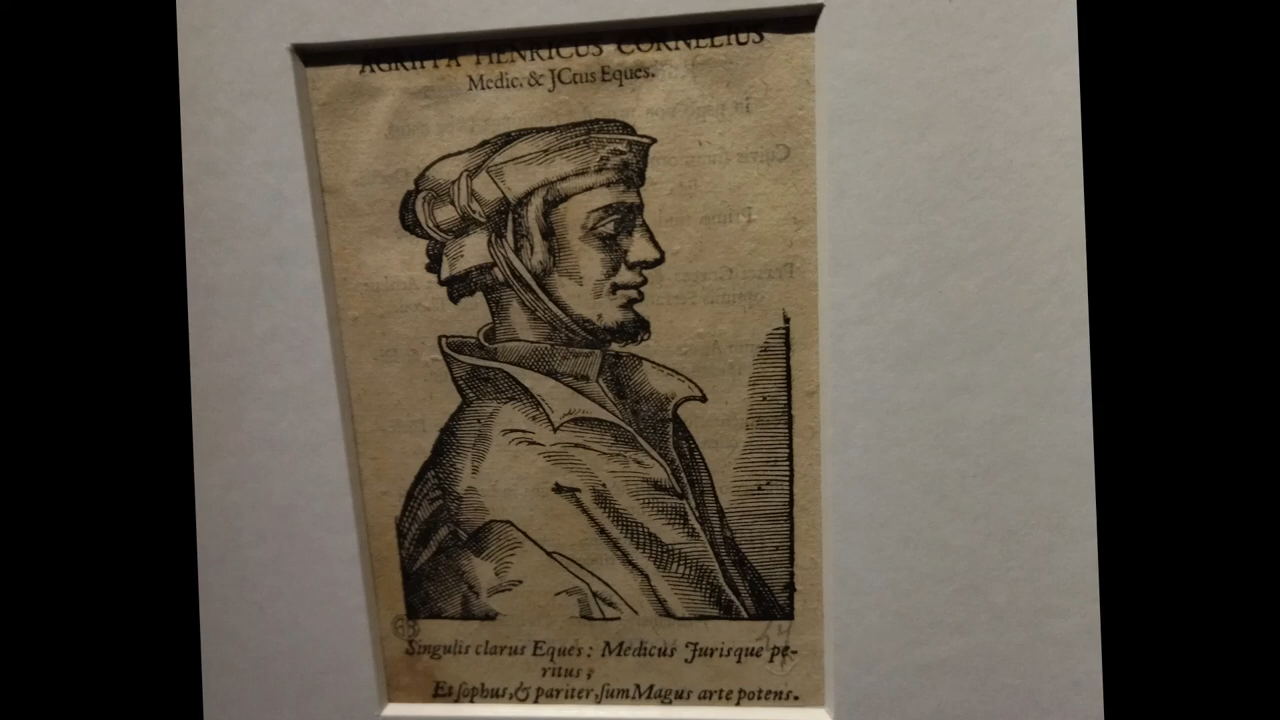 AGRIPPA HENRICUS CORNELIUS
Medic. & JCtus Eques.
Singulis clarus Eques: Medicus Jurisque pe-
ritus;
Et sophus, & pariter, sum Magus arte potens.